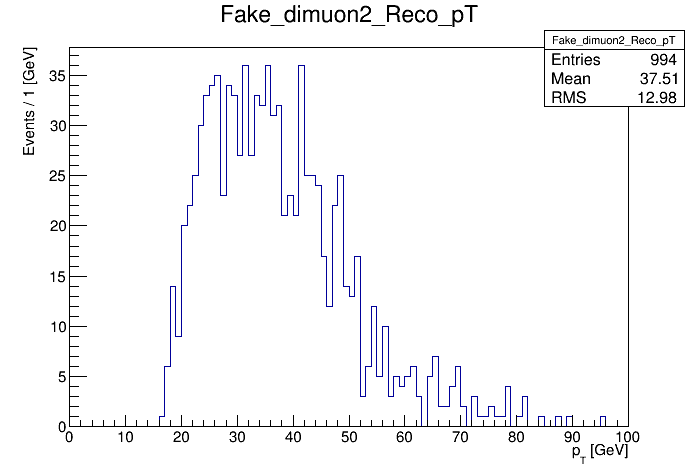 Fake_dimuon2_Reco_pT
Fake_dimuon2_Reco_pT
Entries 994
Mean 37.51
RMS 12.98
Events / 1 [GeV]
35
30
25
20
15
10
5
0
0 10 20 30 40 50 60 70 80 90 100
p_T [GeV]